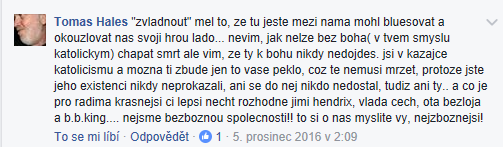 Tomas Hales "zvladnout" mel to, ze tu jeste mezi nama mohl bluesovat a
okouzlovat nas svoji hrou lado... nevim, jak nelze bez boha( v tvem smyslu
katolickym) chapat smrt ale vim, ze ty k bohu nikdy nedojdes. jsi v kazajce
katolicismu a mozna ti zbude jen to vase peklo, coz te nemusi mrzet, protoze jste
jeho existenci nikdy neprokazali, ani se do nej nikdo nedostal, tudiz ani ty.. a co je
pro radima krasnejsi ci lepsi necht rozhodne jimi hendrix, vlada cech, ota bezloja
a b.b.king.... nejsme bezboznou spolecnosti!! to si o nas myslite vy, nejzboznejsi!
To se mi líbí · Odpovědět · 1 · 5. prosinec 2016 v 2:09